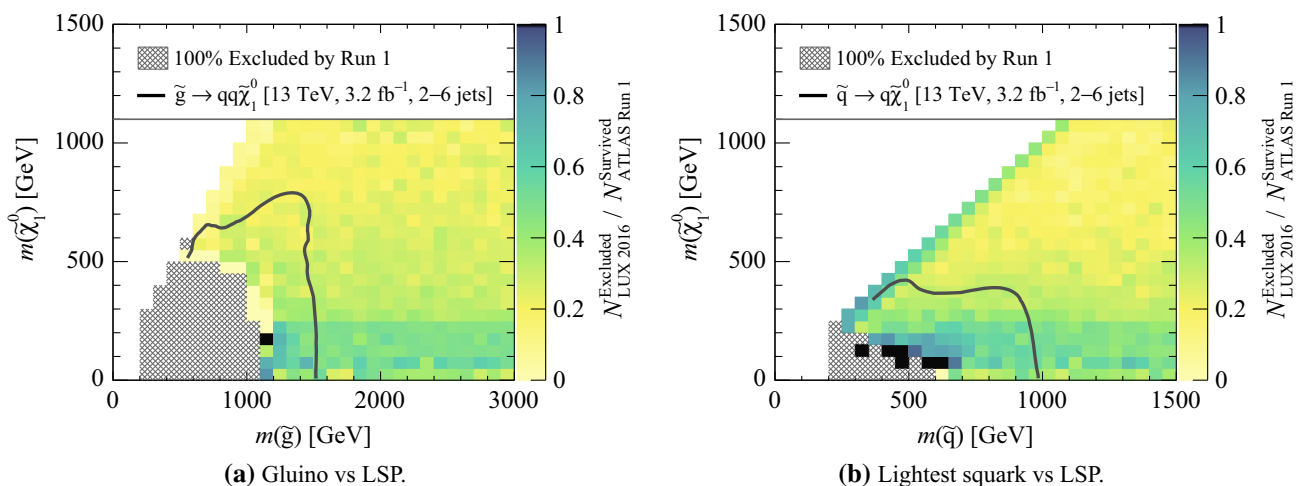 1500
100% Excluded by Run 1
g̃ → qqχ̃₁⁰ [13 TeV, 3.2 fb⁻¹, 2–6 jets]
1000
500
0
m(χ̃₁⁰) [GeV]
0 1000 2000 3000
m(g̃) [GeV]
1
0.8
0.6
0.4
0.2
0
N^Excluded_LUX 2016 / N^Survived_ATLAS Run 1
(a) Gluino vs LSP.
1500
100% Excluded by Run 1
q̃ → qχ̃₁⁰ [13 TeV, 3.2 fb⁻¹, 2–6 jets]
1000
500
0
m(χ̃₁⁰) [GeV]
0 500 1000 1500
m(q̃) [GeV]
1
0.8
0.6
0.4
0.2
0
N^Excluded_LUX 2016 / N^Survived_ATLAS Run 1
(b) Lightest squark vs LSP.